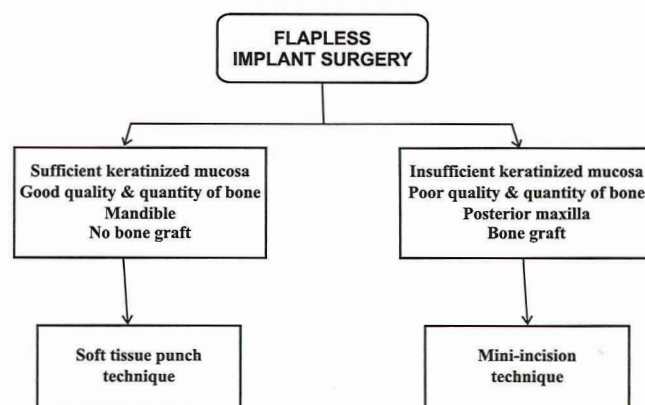 FLAPLESS
IMPLANT SURGERY
Sufficient keratinized mucosa
Good quality & quantity of bone
Mandible
No bone graft
Insufficient keratinized mucosa
Poor quality & quantity of bone
Posterior maxilla
Bone graft
Soft tissue punch
technique
Mini-incision
technique